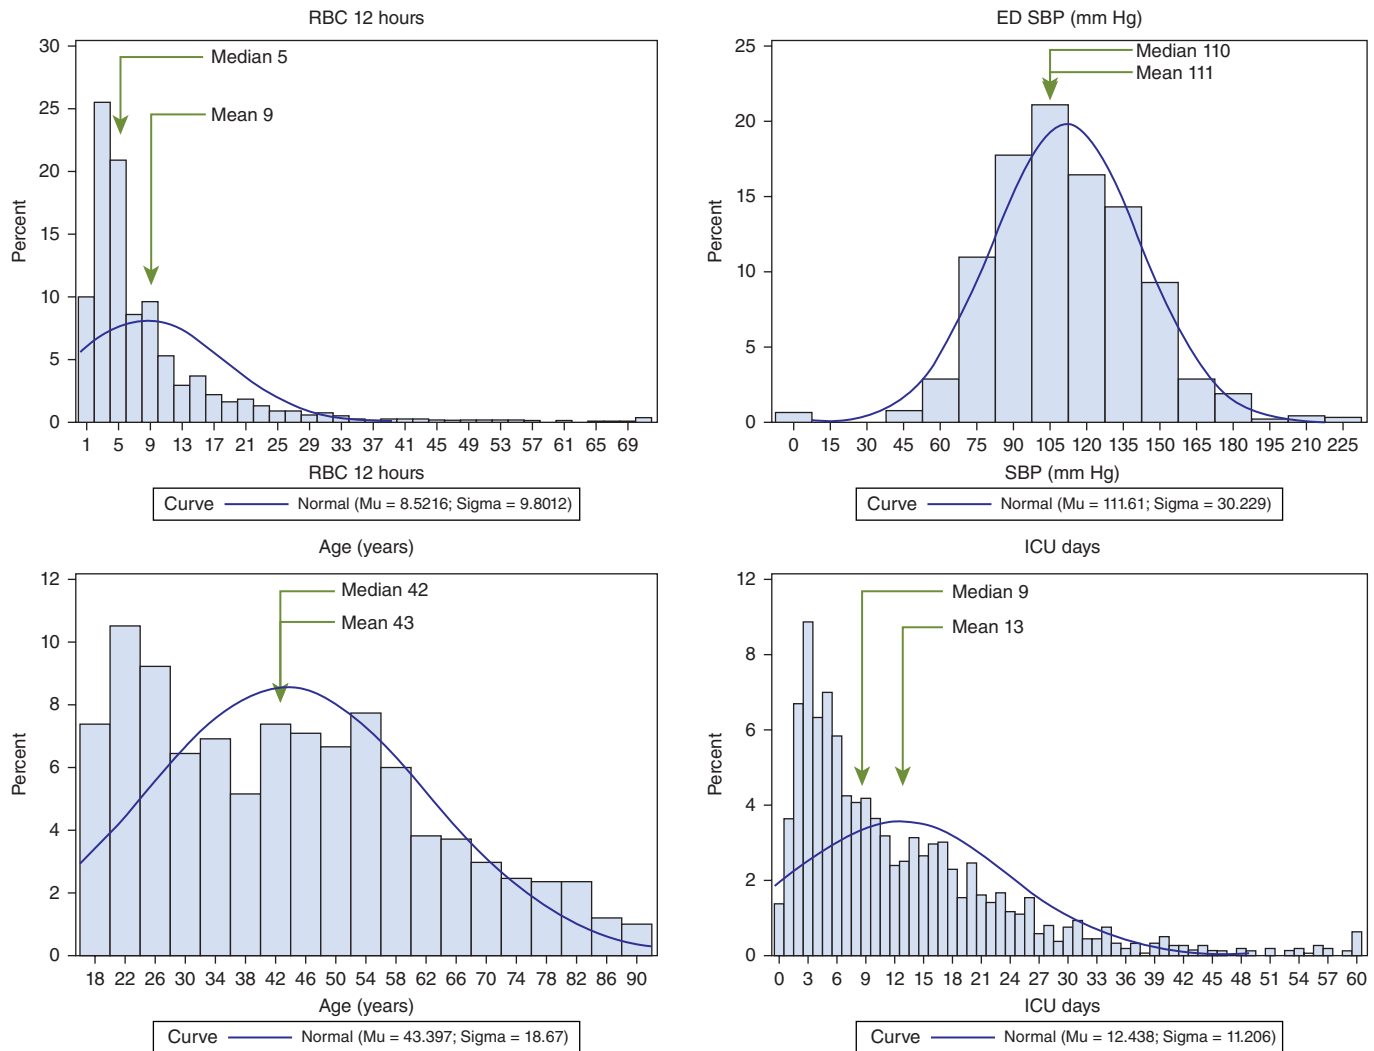 RBC 12 hours
30
25
20
15
10
5
0
Percent
Median 5
Mean 9
1 5 9 13 17 21 25 29 33 37 41 45 49 53 57 61 65 69
RBC 12 hours
Curve Normal (Mu = 8.5216; Sigma = 9.8012)
ED SBP (mm Hg)
25
20
15
10
5
0
Percent
Median 110
Mean 111
0 15 30 45 60 75 90 105 120 135 150 165 180 195 210 225
SBP (mm Hg)
Curve Normal (Mu = 111.61; Sigma = 30.229)
Age (years)
12
10
8
6
4
2
0
Percent
Median 42
Mean 43
18 22 26 30 34 38 42 46 50 54 58 62 66 70 74 78 82 86 90
Age (years)
Curve Normal (Mu = 43.397; Sigma = 18.67)
ICU days
12
8
6
4
2
0
Percent
Median 9
Mean 13
0 3 6 9 12 15 18 21 24 27 30 33 36 39 42 45 48 51 54 57 60
ICU days
Curve Normal (Mu = 12.438; Sigma = 11.206)